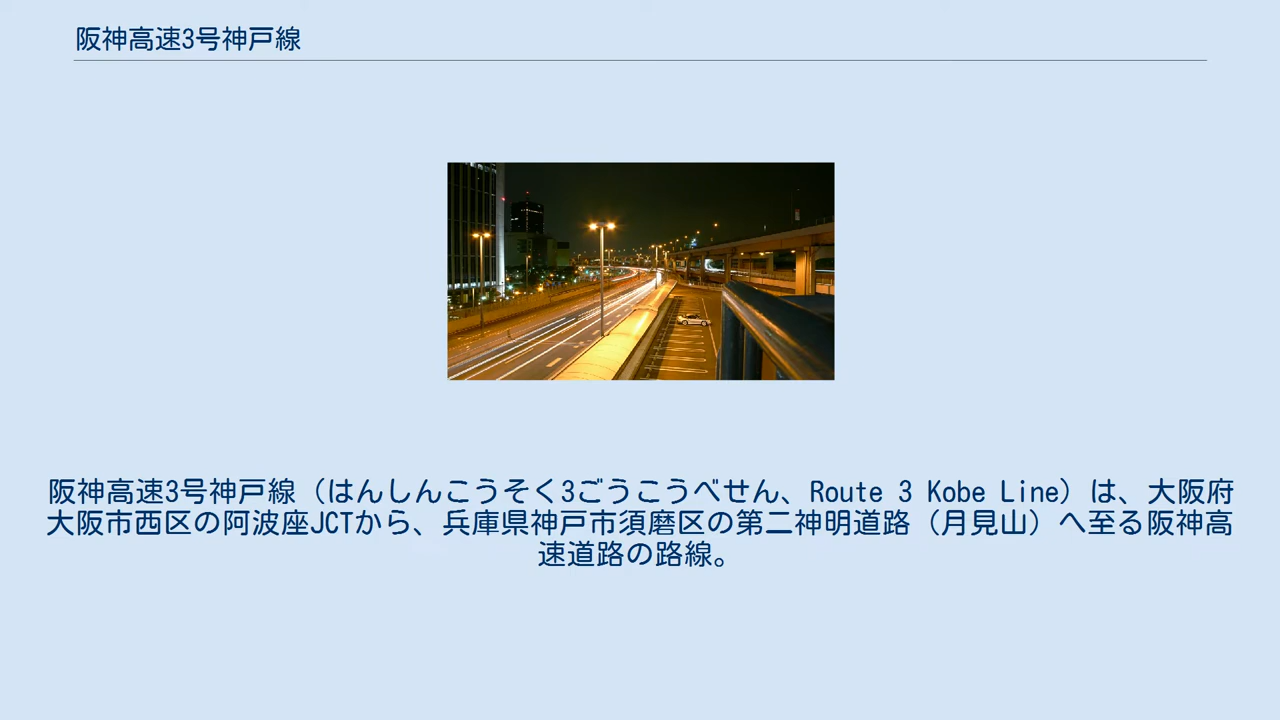 阪神高速3号神戸線
阪神高速3号神戸線（はんしんこうそく3ごうこうべせん、Route 3 Kobe Line）は、大阪府
大阪市西区の阿波座JCTから、兵庫県神戸市須磨区の第二神明道路（月見山）へ至る阪神高
速道路の路線。